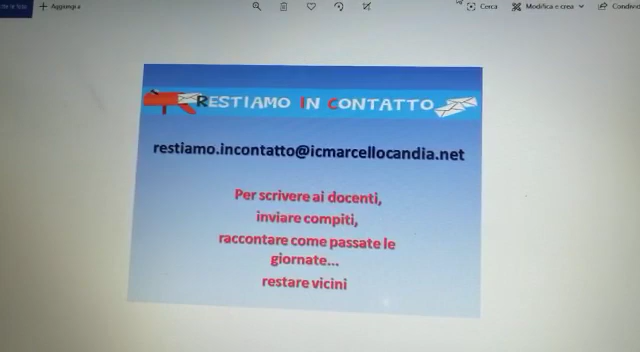 Aggiungi a
Cerca
Modifica e crea
Condividi
RESTIAMO IN CONTATTO
restiamo.incontatto@icmarcellocandia.net
Per scrivere ai docenti,
inviare compiti,
raccontare come passate le
giornate...
restare vicini